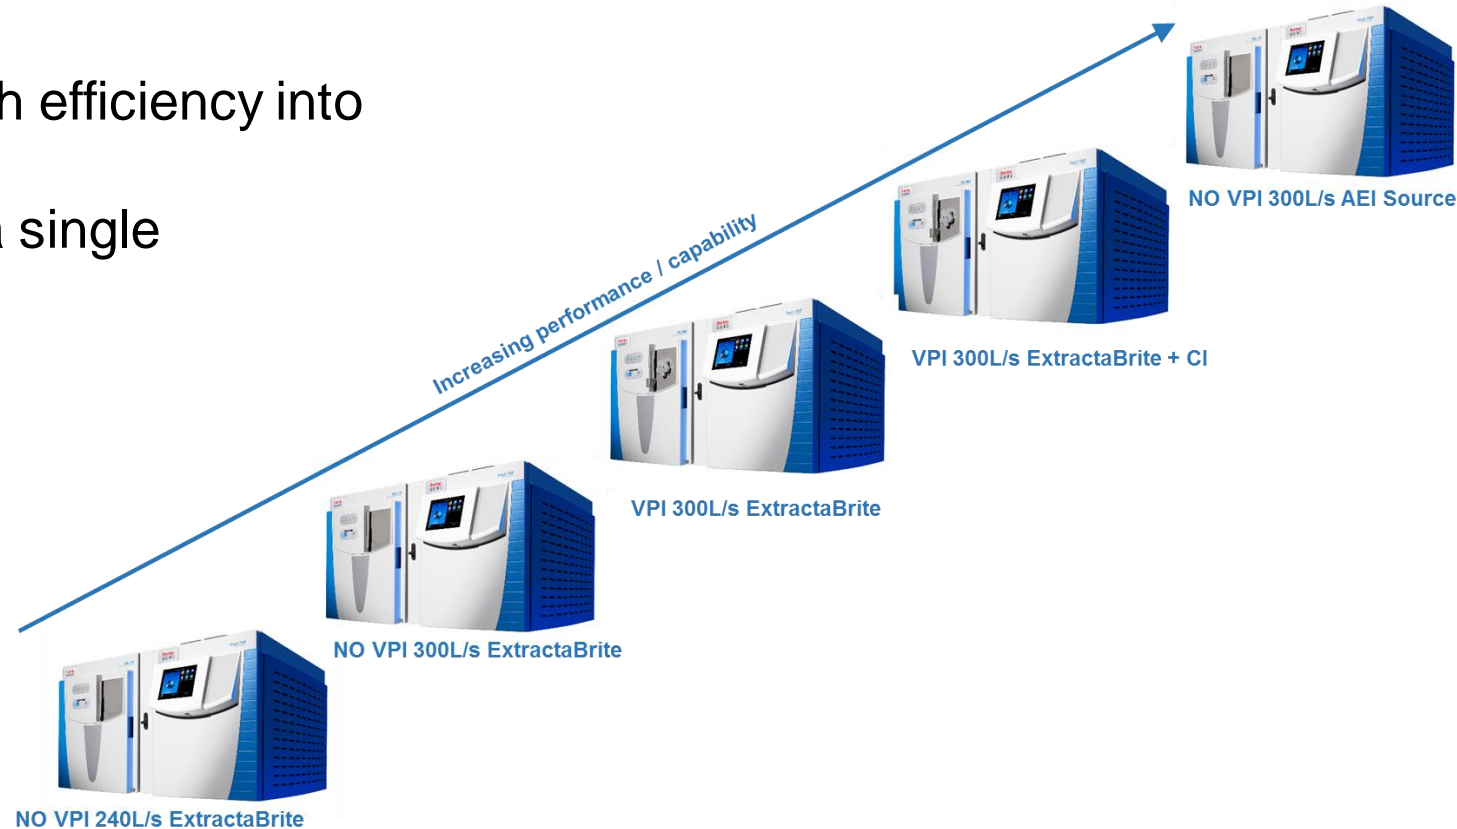 h efficiency into
a single
Increasing performance / capability
NO VPI 300L/s AEI Source
VPI 300L/s ExtractaBrite + CI
VPI 300L/s ExtractaBrite
NO VPI 300L/s ExtractaBrite
NO VPI 240L/s ExtractaBrite